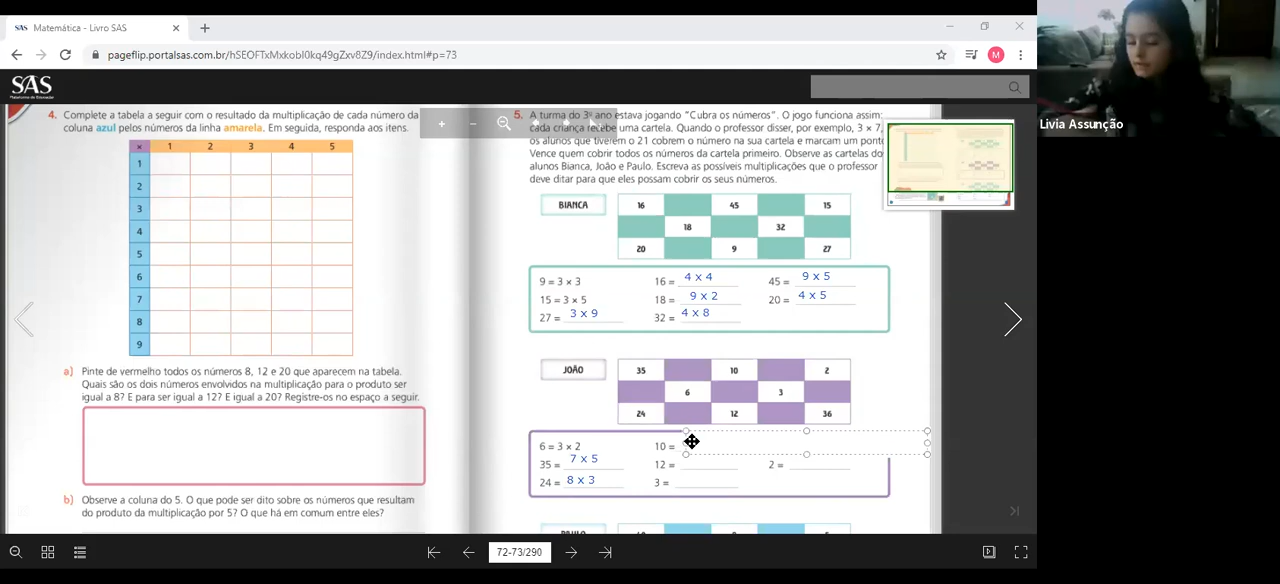 SAS Matemática - Livro SAS
pageflip.portalsas.com.br/hSEOFTxMxkobI0kq49gZxv8Z9/index.html#p=73
M
SAS
Livia Assunção
4. Complete a tabela a seguir com o resultado da multiplicação de cada número da
coluna azul pelos números da linha amarela. Em seguida, responda aos itens.
x 1 2 3 4 5
1
2
3
4
5
6
7
8
9
a) Pinte de vermelho todos os números 8, 12 e 20 que aparecem na tabela.
Quais são os dois números envolvidos na multiplicação para o produto ser
igual a 8? E para ser igual a 12? E igual a 20? Registre-os no espaço a seguir.
b) Observe a coluna do 5. O que pode ser dito sobre os números que resultam
do produto da multiplicação por 5? O que há em comum entre eles?
5. A turma do 3º ano estava jogando "Cubra os números". O jogo funciona assim:
cada criança recebe uma cartela. Quando o professor disser, por exemplo, 3 × 7,
os alunos que tiverem o 21 cobrem o número na sua cartela e marcam um ponto
Vence quem cobrir todos os números da cartela primeiro. Observe as cartelas do
alunos Bianca, João e Paulo. Escreva as possíveis multiplicações que o professor
deve ditar para que eles possam cobrir os seus números.
BIANCA 16 45 15
18 32
20 9 27
9 = 3 × 3 16 = 4 x 4 45 = 9 x 5
15 = 3 × 5 18 = 9 x 2 20 = 4 x 5
27 = 3 x 9 32 = 4 x 8
JOÃO 35 10 2
6 3
24 12 36
6 = 3 × 2 10 =
35 = 7 x 5 12 = 2 =
24 = 8 x 3 3 =
PAULO
72-73/290